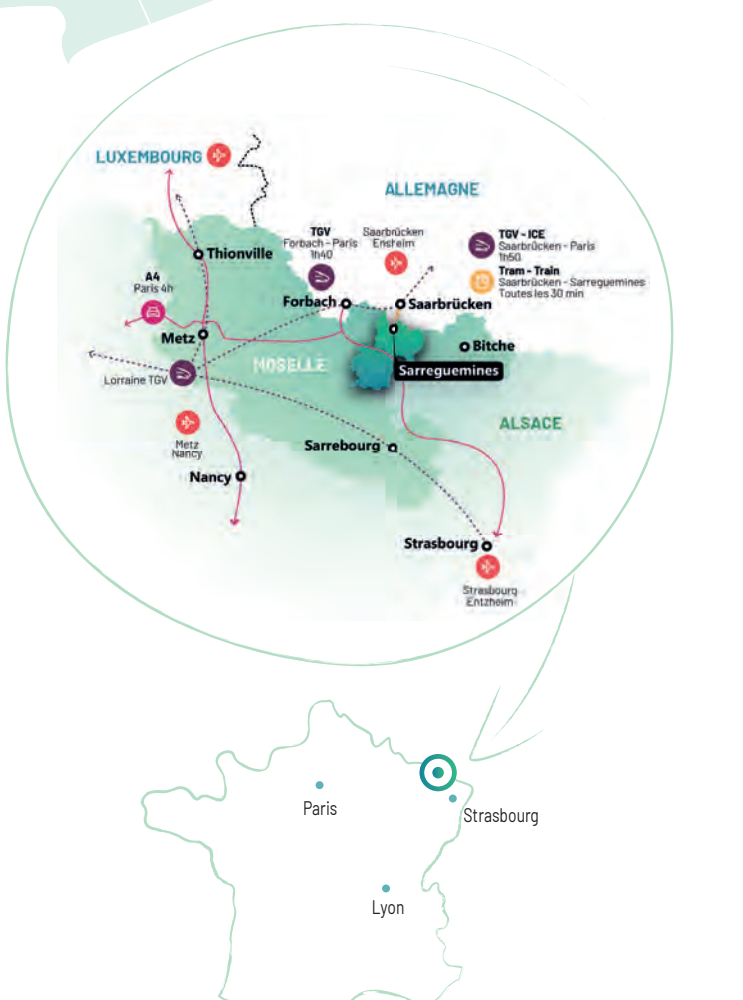 LUXEMBOURG
ALLEMAGNE
TGV
Forbach - Paris
1h40
Saarbrücken
Ensheim
TGV - ICE
Saarbrücken - Paris
1h50
Tram - Train
Saarbrücken - Sarreguemines
Toutes les 30 min
Thionville
A4
Paris 4h
Forbach
Saarbrücken
Metz
Bitche
MOSELLE
Sarreguemines
Lorraine TGV
ALSACE
Metz
Nancy
Sarrebourg
Nancy
Strasbourg
Strasbourg
Entzheim
Paris
Strasbourg
Lyon